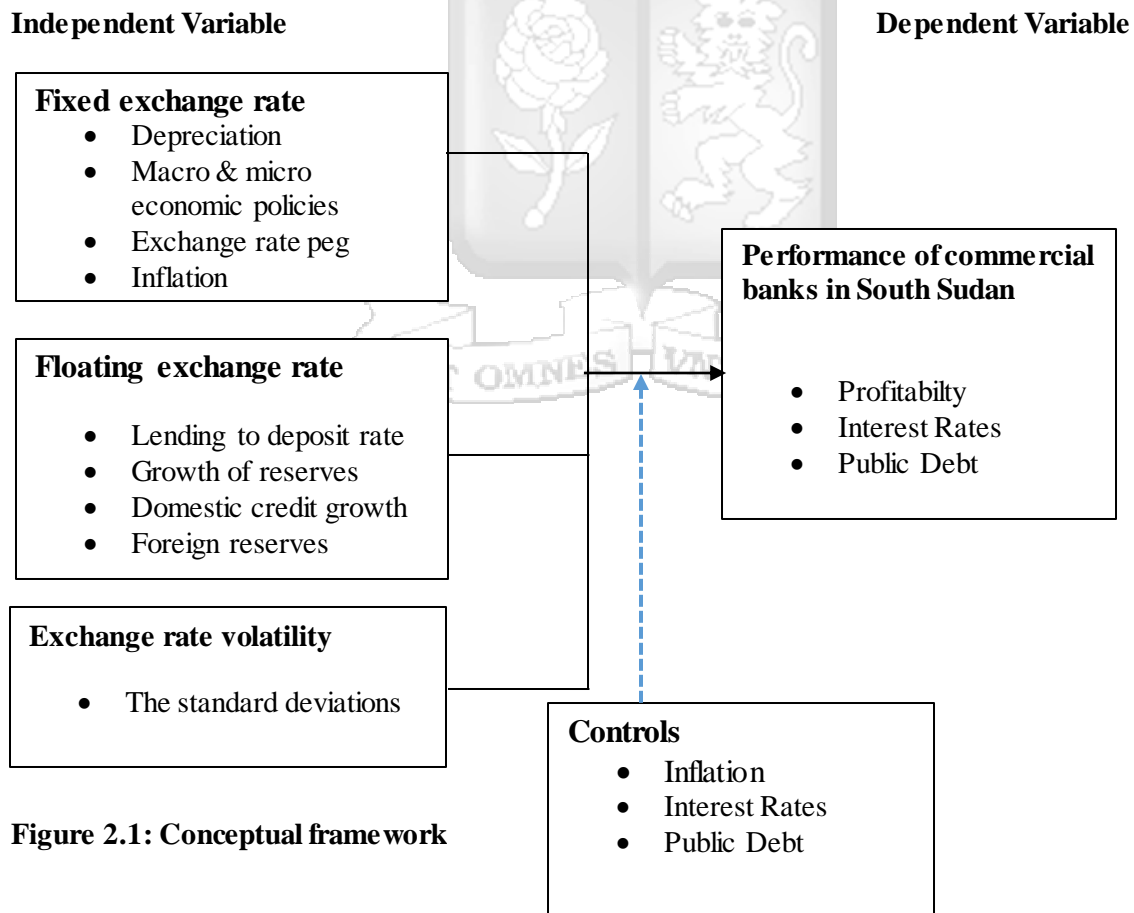 Independent Variable
Dependent Variable
Fixed exchange rate
• Depreciation
• Macro & micro
economic policies
• Exchange rate peg
• Inflation
Floating exchange rate
• Lending to deposit rate
• Growth of reserves
• Domestic credit growth
• Foreign reserves
Exchange rate volatility
• The standard deviations
Performance of commercial
banks in South Sudan
• Profitabilty
• Interest Rates
• Public Debt
OMNES
Controls
• Inflation
• Interest Rates
• Public Debt
Figure 2.1: Conceptual framework